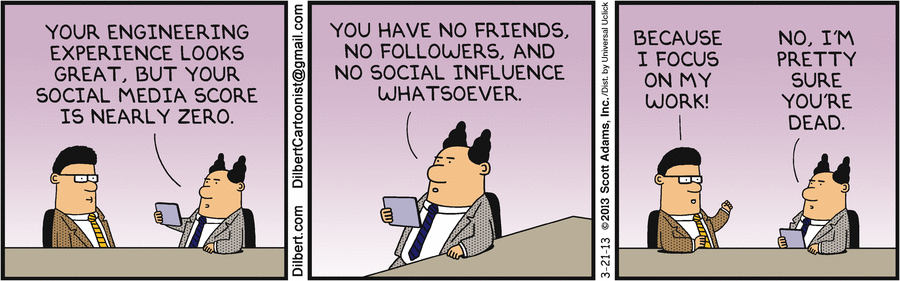 YOUR ENGINEERING
EXPERIENCE LOOKS
GREAT, BUT YOUR
SOCIAL MEDIA SCORE
IS NEARLY ZERO.
Dilbert.com DilbertCartoonist@gmail.com
YOU HAVE NO FRIENDS,
NO FOLLOWERS, AND
NO SOCIAL INFLUENCE
WHATSOEVER.
3-21-13 ©2013 Scott Adams, Inc. /Dist. by Universal Uclick
BECAUSE
I FOCUS
ON MY
WORK!
NO, I'M
PRETTY
SURE
YOU'RE
DEAD.